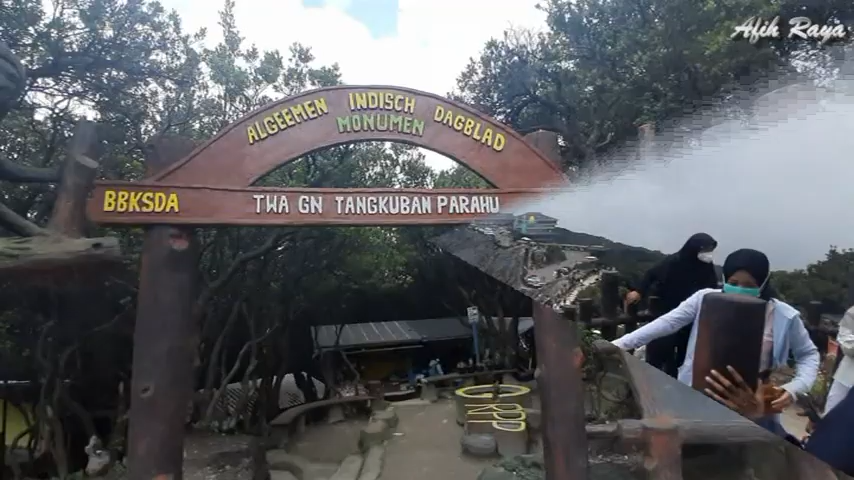 Afih Raya
ALGEEMEN INDISCH DAGBLAD
MONUMEN
BBKSDA TWA GN TANGKUBAN PARAHU